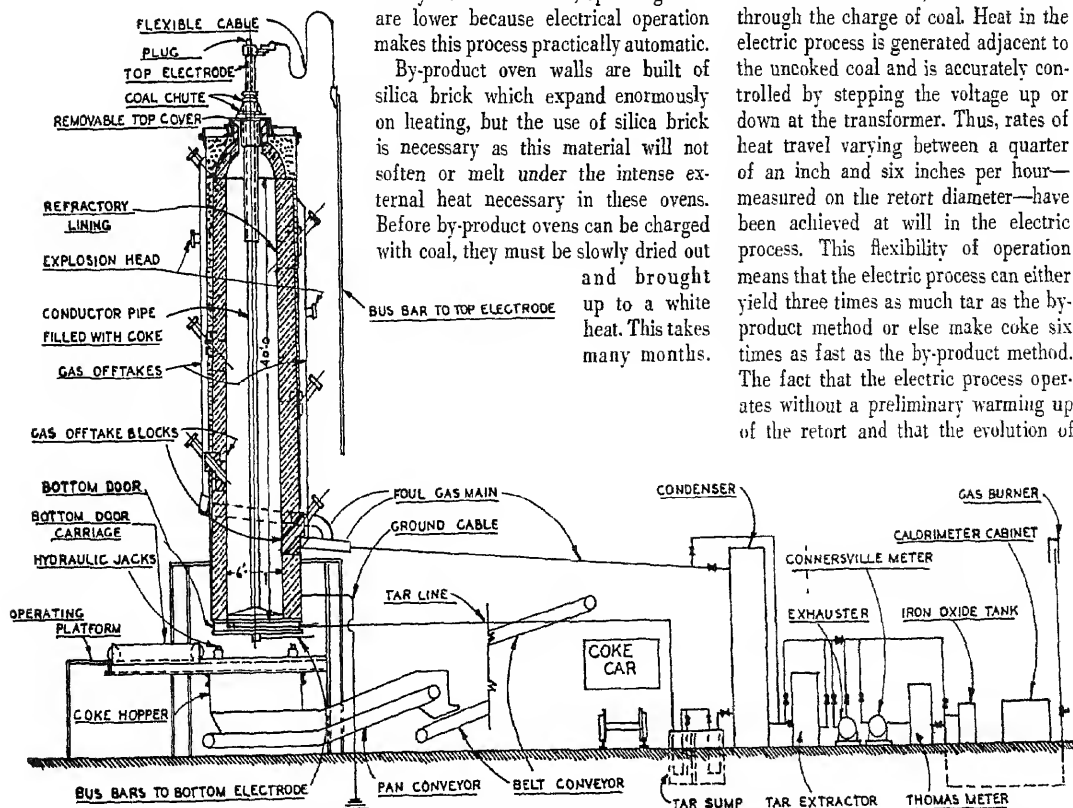 are lower because electrical operation
makes this process practically automatic.
By-product oven walls are built of
silica brick which expand enormously
on heating, but the use of silica brick
is necessary as this material will not
soften or melt under the intense ex-
ternal heat necessary in these ovens.
Before by-product ovens can be charged
with coal, they must be slowly dried out
and brought
up to a white
heat. This takes
many months.
through the charge of coal. Heat in the
electric process is generated adjacent to
the uncoked coal and is accurately con-
trolled by stepping the voltage up or
down at the transformer. Thus, rates of
heat travel varying between a quarter
of an inch and six inches per hour—
measured on the retort diameter—have
been achieved at will in the electric
process. This flexibility of operation
means that the electric process can either
yield three times as much tar as the by-
product method or else make coke six
times as fast as the by-product method.
The fact that the electric process oper-
ates without a preliminary warming up
of the retort and that the evolution of
FLEXIBLE CABLE
PLUG
TOP ELECTRODE
COAL CHUTE
REMOVABLE TOP COVER
REFRACTORY
LINING
EXPLOSION HEAD
CONDUCTOR PIPE
FILLED WITH COKE
GAS OFFTAKES
BUS BAR TO TOP ELECTRODE
40'-0
GAS OFFTAKE BLOCKS
BOTTOM DOOR
BOTTOM DOOR
CARRIAGE
HYDRAULIC JACKS
OPERATING
PLATFORM
6'
COKE HOPPER
BUS BARS TO BOTTOM ELECTRODE
FOUL GAS MAIN
GROUND CABLE
TAR LINE
PAN CONVEYOR
BELT CONVEYOR
COKE
CAR
CONDENSER
GAS BURNER
CALORIMETER CABINET
CONNERSVILLE METER
EXHAUSTER
IRON OXIDE TANK
TAR SUMP
TAR EXTRACTOR
THOMAS METER